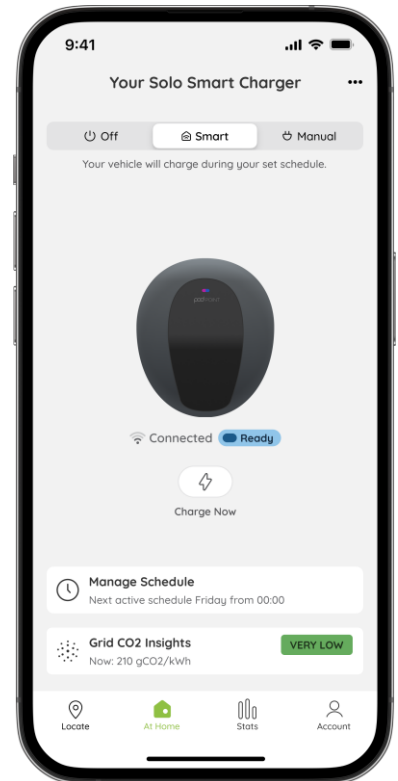 9:41
Your Solo Smart Charger
Off Smart Manual
Your vehicle will charge during your set schedule.
Connected Ready
Charge Now
Manage Schedule
Next active schedule Friday from 00:00
Grid CO2 Insights
VERY LOW
Now: 210 gCO2/kWh
Locate At Home Stats Account